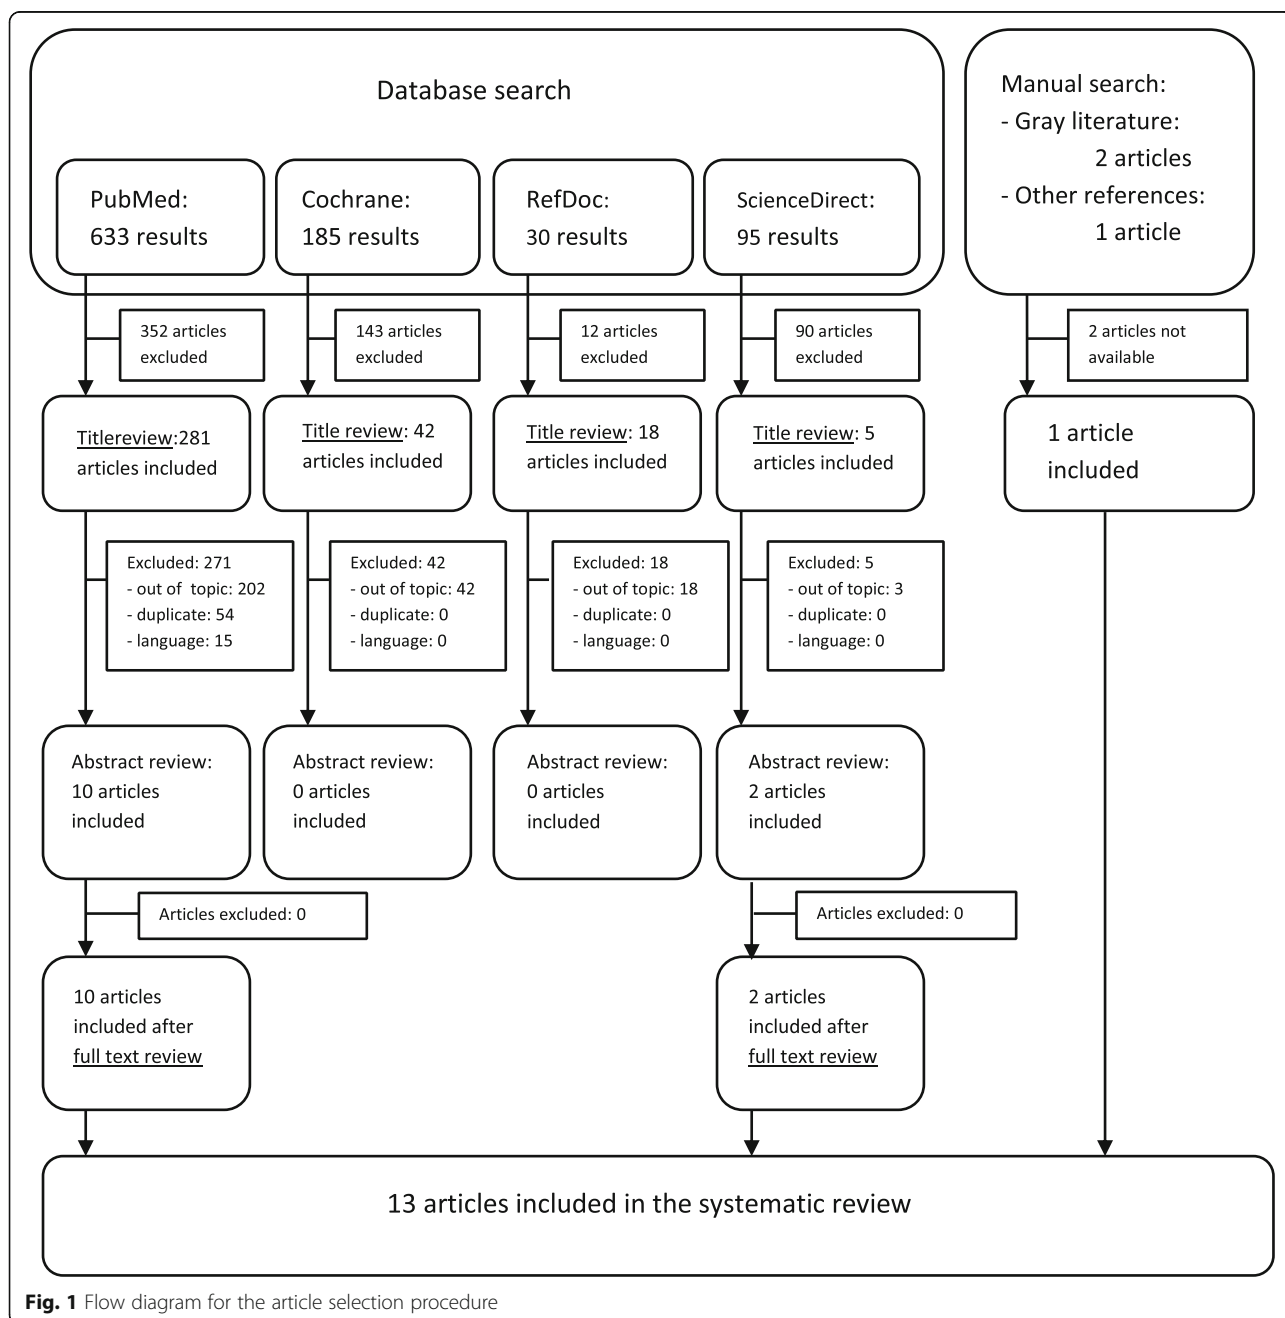 Database search
PubMed:
633 results
Cochrane:
185 results
RefDoc:
30 results
ScienceDirect:
95 results
Manual search:
- Gray literature:
2 articles
- Other references:
1 article
352 articles
excluded
143 articles
excluded
12 articles
excluded
90 articles
excluded
2 articles not
available
Titlereview:281
articles included
Title review: 42
articles included
Title review: 18
articles included
Title review: 5
articles included
1 article
included
Excluded: 271
- out of topic: 202
- duplicate: 54
- language: 15
Excluded: 42
- out of topic: 42
- duplicate: 0
- language: 0
Excluded: 18
- out of topic: 18
- duplicate: 0
- language: 0
Excluded: 5
- out of topic: 3
- duplicate: 0
- language: 0
Abstract review:
10 articles
included
Abstract review:
0 articles
included
Abstract review:
0 articles
included
Abstract review:
2 articles
included
Articles excluded: 0
Articles excluded: 0
10 articles
included after
full text review
2 articles
included after
full text review
13 articles included in the systematic review
Fig. 1 Flow diagram for the article selection procedure